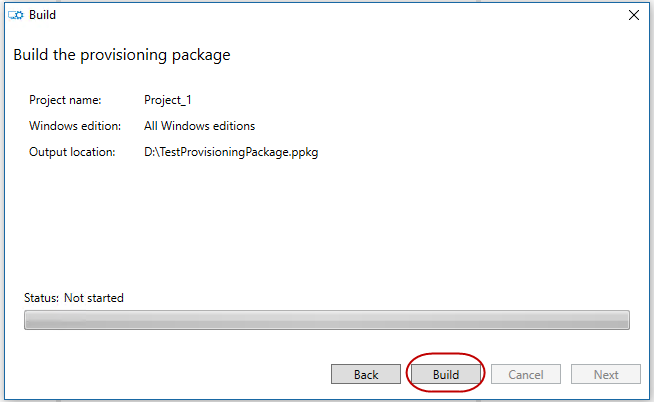 Build
Build the provisioning package
Project name: Project_1
Windows edition: All Windows editions
Output location: D:\TestProvisioningPackage.ppkg
Status: Not started
Back Build Cancel Next